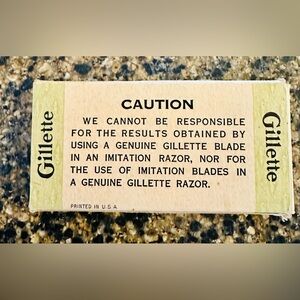 Gillette
CAUTION
WE CANNOT BE RESPONSIBLE
FOR THE RESULTS OBTAINED BY
USING A GENUINE GILLETTE BLADE
IN AN IMITATION RAZOR, NOR FOR
THE USE OF IMITATION BLADES IN
A GENUINE GILLETTE RAZOR.
PRINTED IN U.S.A
Gillette